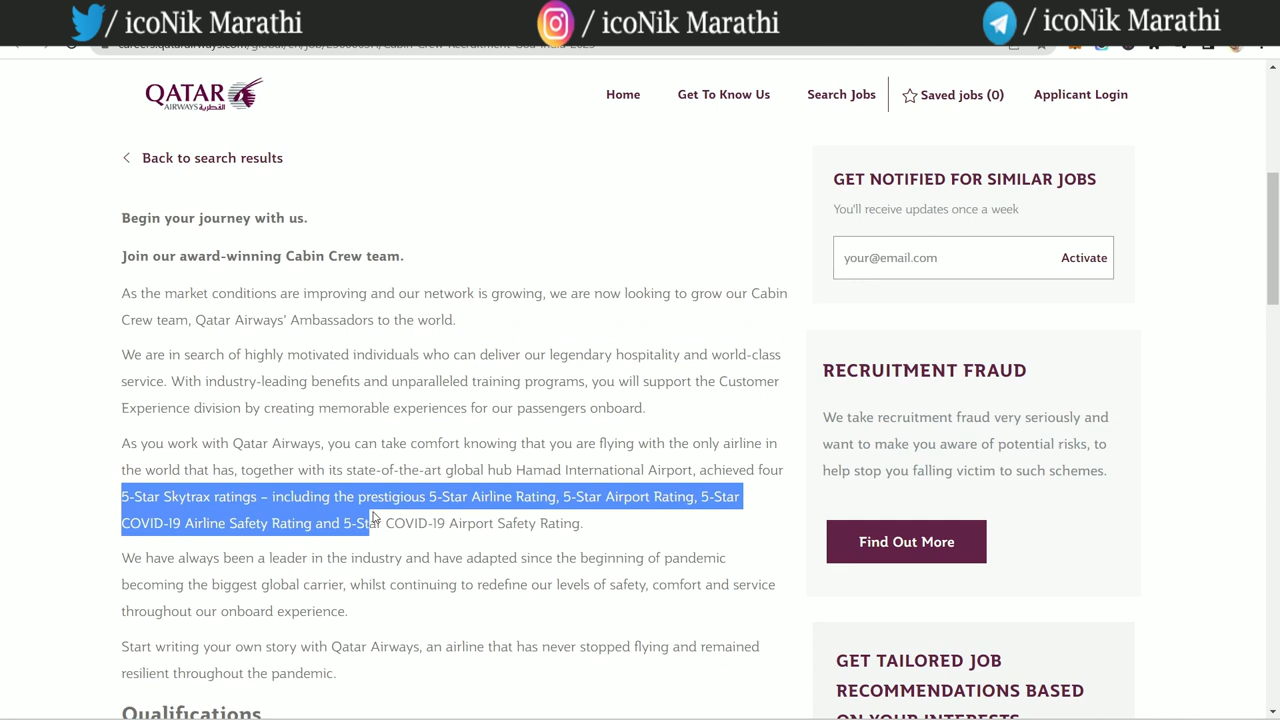 / icoNik Marathi
/ icoNik Marathi
/ icoNik Marathi
QATAR
AIRWAYS القطرية
Home
Get To Know Us
Search Jobs
Saved jobs (0)
Applicant Login
Back to search results
Begin your journey with us.
Join our award-winning Cabin Crew team.
As the market conditions are improving and our network is growing, we are now looking to grow our Cabin
Crew team, Qatar Airways' Ambassadors to the world.
We are in search of highly motivated individuals who can deliver our legendary hospitality and world-class
service. With industry-leading benefits and unparalleled training programs, you will support the Customer
Experience division by creating memorable experiences for our passengers onboard.
As you work with Qatar Airways, you can take comfort knowing that you are flying with the only airline in
the world that has, together with its state-of-the-art global hub Hamad International Airport, achieved four
5-Star Skytrax ratings – including the prestigious 5-Star Airline Rating, 5-Star Airport Rating, 5-Star
COVID-19 Airline Safety Rating and 5-Star COVID-19 Airport Safety Rating.
We have always been a leader in the industry and have adapted since the beginning of pandemic
becoming the biggest global carrier, whilst continuing to redefine our levels of safety, comfort and service
throughout our onboard experience.
Start writing your own story with Qatar Airways, an airline that has never stopped flying and remained
resilient throughout the pandemic.
Qualifications
GET NOTIFIED FOR SIMILAR JOBS
You'll receive updates once a week
your@email.com
Activate
RECRUITMENT FRAUD
We take recruitment fraud very seriously and
want to make you aware of potential risks, to
help stop you falling victim to such schemes.
Find Out More
GET TAILORED JOB
RECOMMENDATIONS BASED
ON YOUR INTERESTS